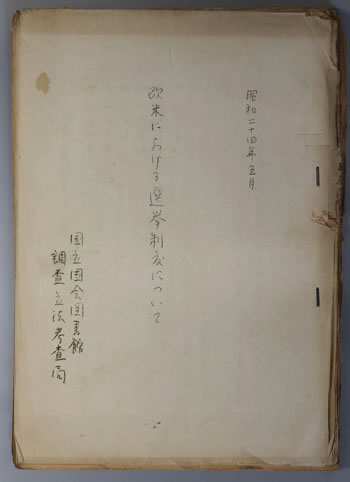 昭和二十四年五月
欧米における選挙制度について
国立国会図書館
調査立法考査局